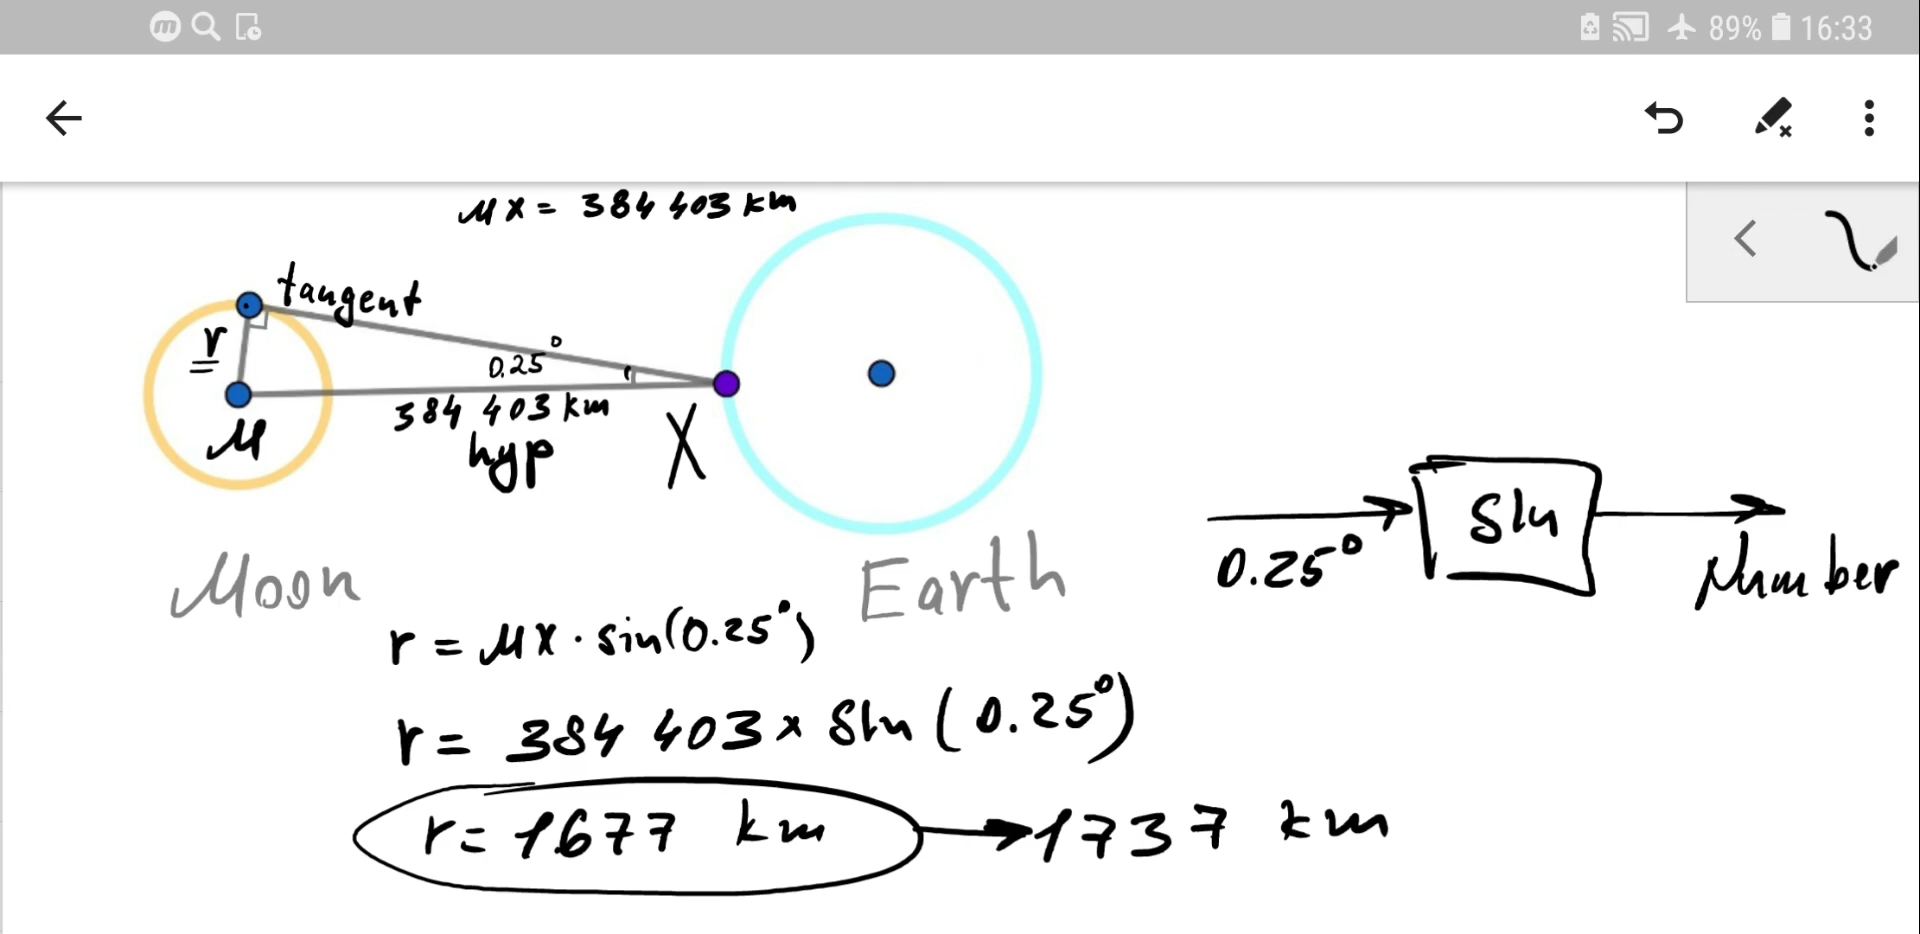 89% 16:33
MX = 384 403 km
tangent
r
0.25°
384 403 km
M
hyp
X
sin
0.25°
Number
Moon
Earth
r = MX · sin(0.25°)
r = 384 403 x sin (0.25°)
r = 1677 km → 1737 km